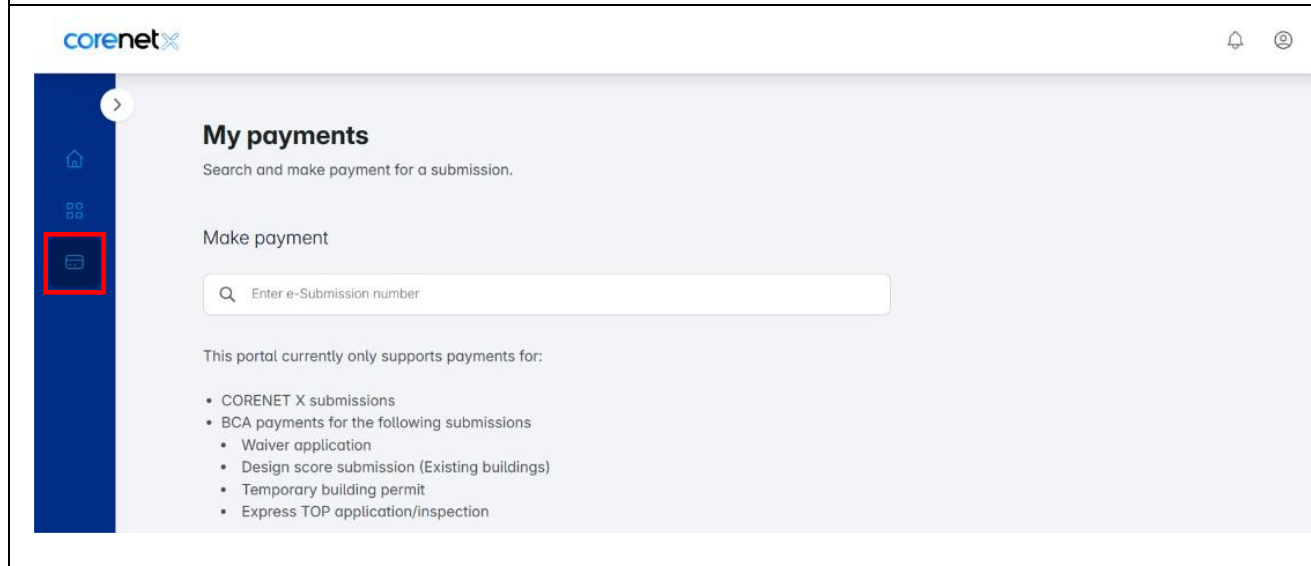 corenetx
My payments
Search and make payment for a submission.
Make payment
Enter e-Submission number
This portal currently only supports payments for:
• CORENET X submissions
• BCA payments for the following submissions
• Waiver application
• Design score submission (Existing buildings)
• Temporary building permit
• Express TOP application/inspection